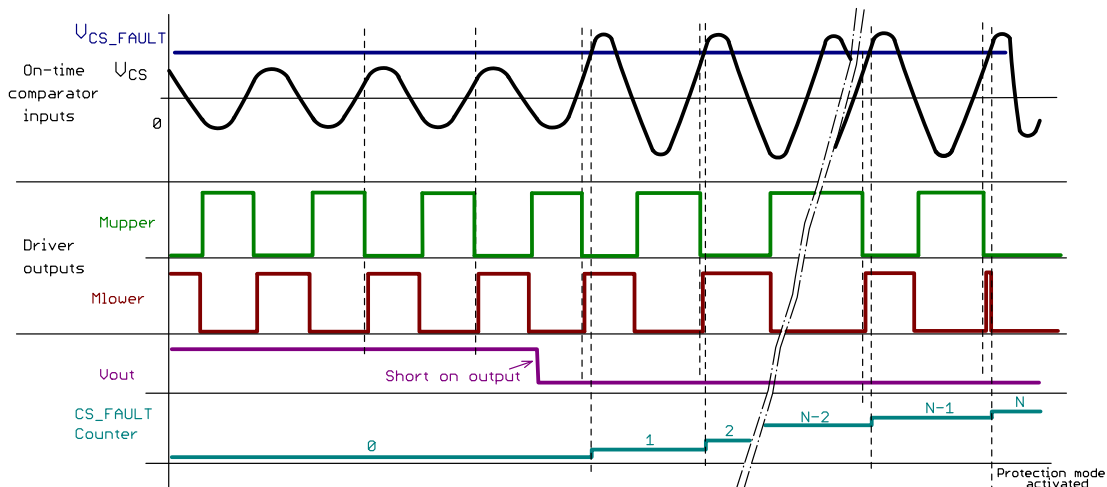 VCS_FAULT
On-time
comparator
inputs
VCS
0
Mupper
Driver
outputs
Mlower
Vout
Short on output
CS_FAULT
Counter
0
1
2
N-2
N-1
N
Protection mode
activated